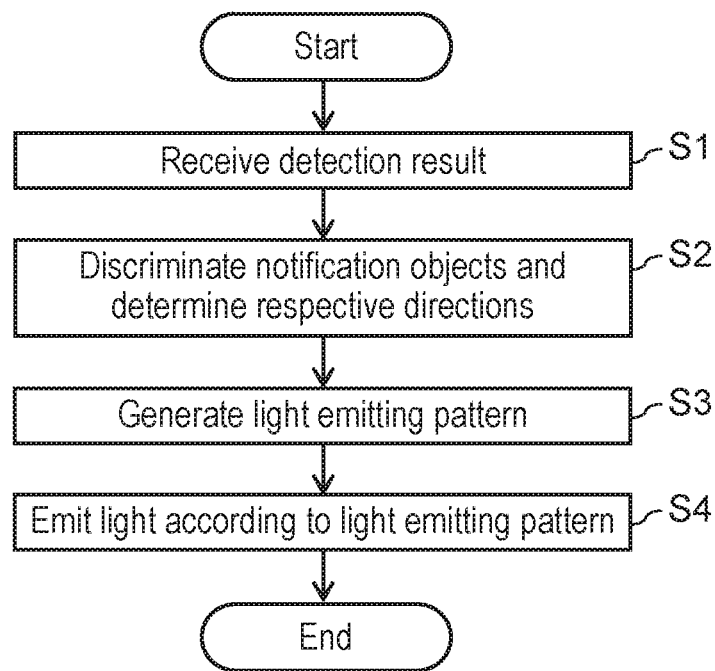 Start
Receive detection result
S1
Discriminate notification objects and
determine respective directions
S2
Generate light emitting pattern
S3
Emit light according to light emitting pattern
S4
End